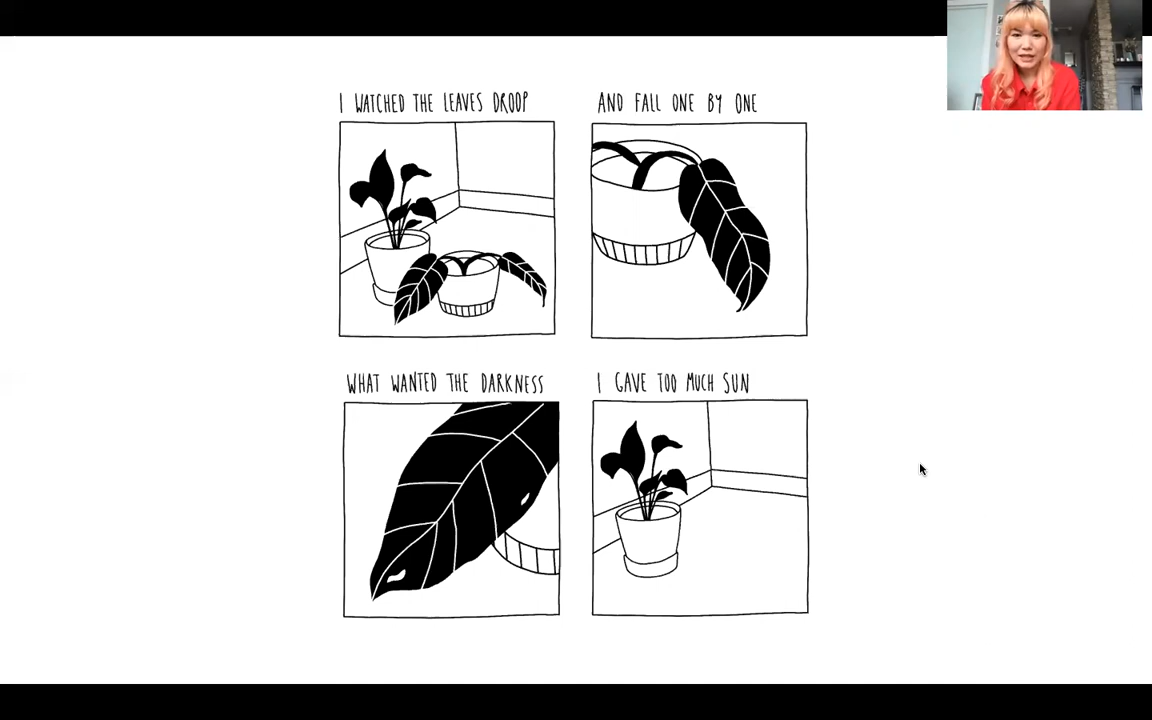 I WATCHED THE LEAVES DROOP
AND FALL ONE BY ONE
WHAT WANTED THE DARKNESS
I GAVE TOO MUCH SUN